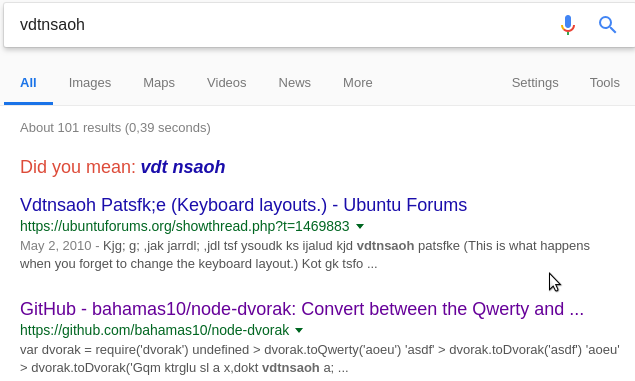 vdtnsaoh
All Images Maps Videos News More Settings Tools
About 101 results (0,39 seconds)
Did you mean: vdt nsaoh
Vdtnsaoh Patsfk;e (Keyboard layouts.) - Ubuntu Forums
https://ubuntuforums.org/showthread.php?t=1469883
May 2, 2010 - Kjg; g; ,jak jarrdl; ,jdl tsf ysoudk ks ijalud kjd vdtnsaoh patsfke (This is what happens
when you forget to change the keyboard layout.) Kot gk tsfo ...
GitHub - bahamas10/node-dvorak: Convert between the Qwerty and ...
https://github.com/bahamas10/node-dvorak
var dvorak = require('dvorak') undefined > dvorak.toQwerty('aoeu') 'asdf' > dvorak.toDvorak('asdf') 'aoeu'
> dvorak.toDvorak('Gqm ktrglu sl a x,dokt vdtnsaoh a; ...